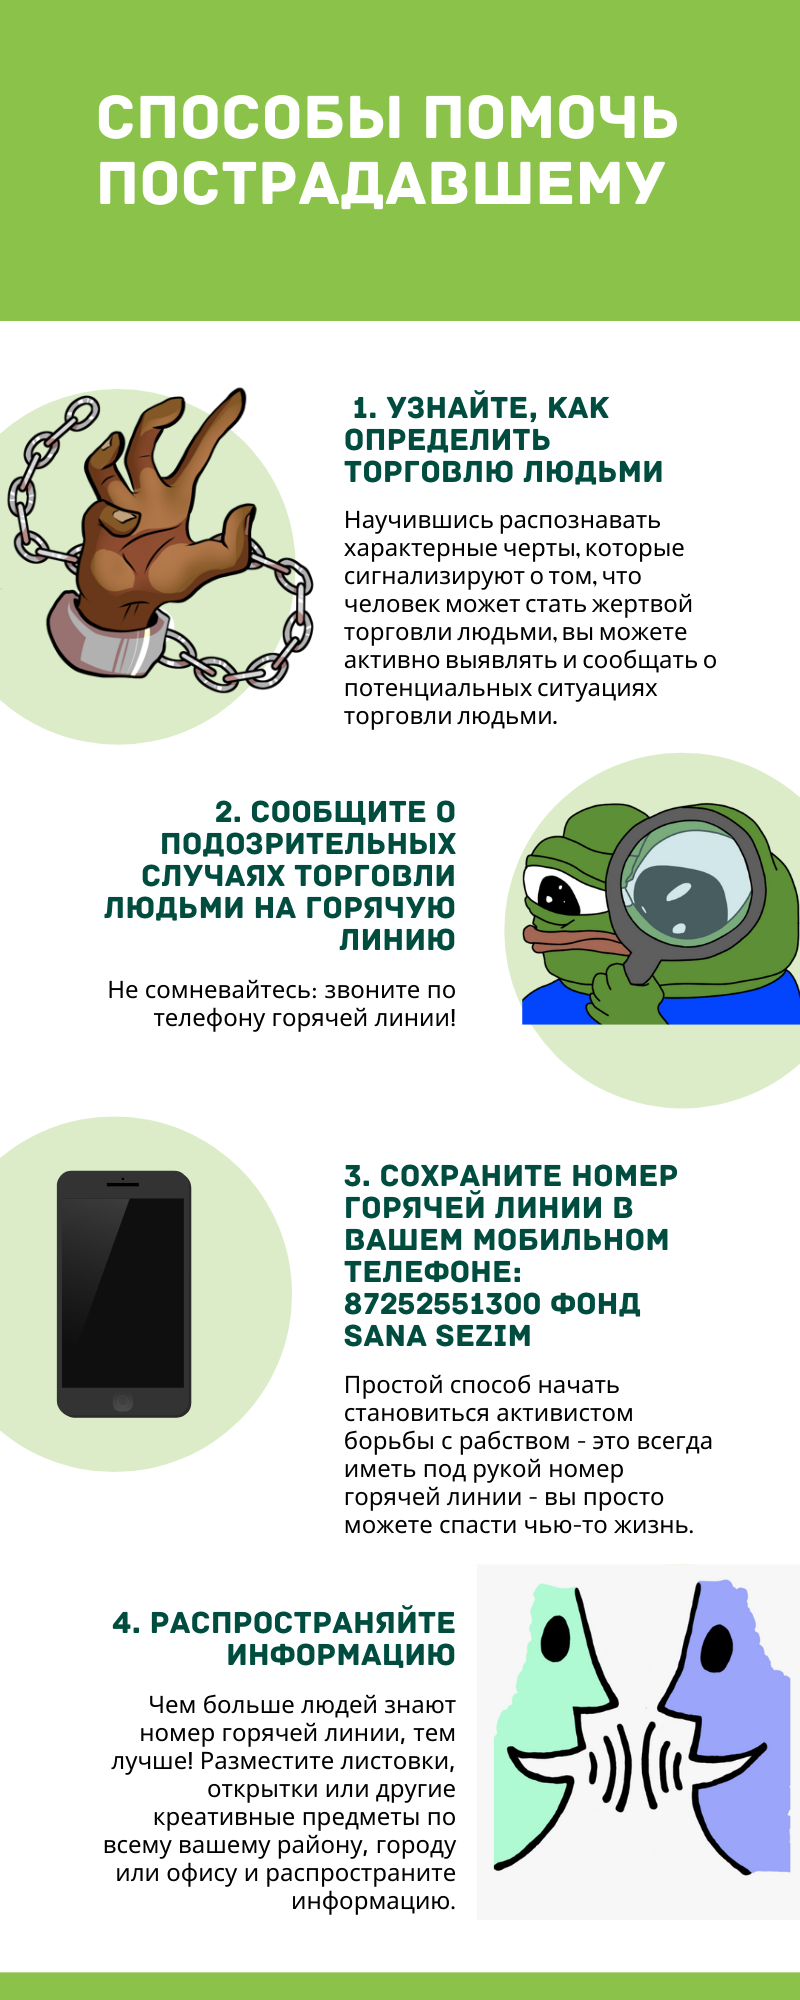 СПОСОБЫ ПОМОЧЬ
ПОСТРАДАВШЕМУ
1. УЗНАЙТЕ, КАК
ОПРЕДЕЛИТЬ
ТОРГОВЛЮ ЛЮДЬМИ
Научившись распознавать
характерные черты, которые
сигнализируют о том, что
человек может стать жертвой
торговли людьми, вы можете
активно выявлять и сообщать о
потенциальных ситуациях
торговли людьми.
2. СООБЩИТЕ О
ПОДОЗРИТЕЛЬНЫХ
СЛУЧАЯХ ТОРГОВЛИ
ЛЮДЬМИ НА ГОРЯЧУЮ
ЛИНИЮ
Не сомневайтесь: звоните по
телефону горячей линии!
3. СОХРАНИТЕ НОМЕР
ГОРЯЧЕЙ ЛИНИИ В
ВАШЕМ МОБИЛЬНОМ
ТЕЛЕФОНЕ:
87252551300 ФОНД
SANA SEZIM
Простой способ начать
становиться активистом
борьбы с рабством - это всегда
иметь под рукой номер
горячей линии - вы просто
можете спасти чью-то жизнь.
4. РАСПРОСТРАНЯЙТЕ
ИНФОРМАЦИЮ
Чем больше людей знают
номер горячей линии, тем
лучше! Разместите листовки,
открытки или другие
креативные предметы по
всему вашему району, городу
или офису и распространите
информацию.